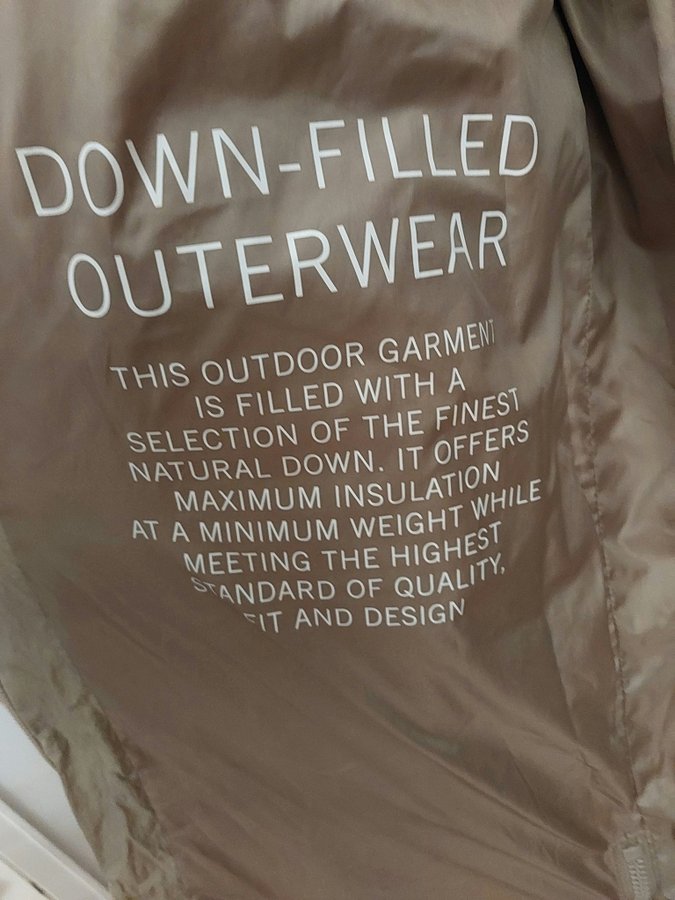 DOWN-FILLED
OUTERWEAR
THIS OUTDOOR GARMENT
IS FILLED WITH A
SELECTION OF THE FINEST
NATURAL DOWN. IT OFFERS
MAXIMUM INSULATION
AT A MINIMUM WEIGHT WHILE
MEETING THE HIGHEST
STANDARD OF QUALITY,
FIT AND DESIGN